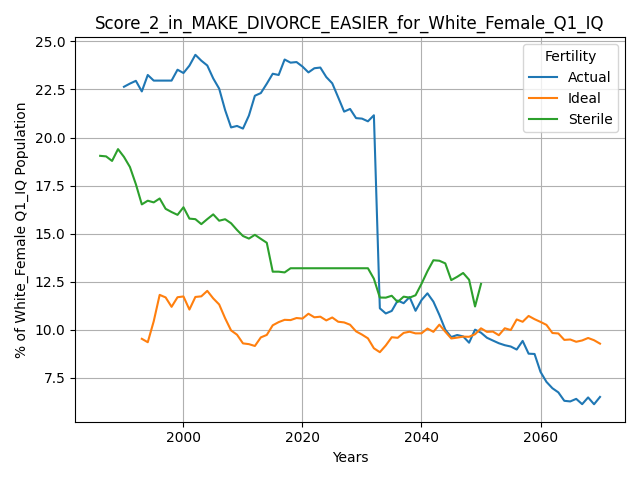 Score_2_in_MAKE_DIVORCE_EASIER_for_White_Female_Q1_IQ
% of White_Female Q1_IQ Population
25.0
22.5
20.0
17.5
15.0
12.5
10.0
7.5
Fertility
Actual
Ideal
Sterile
2000
2020
2040
2060
Years